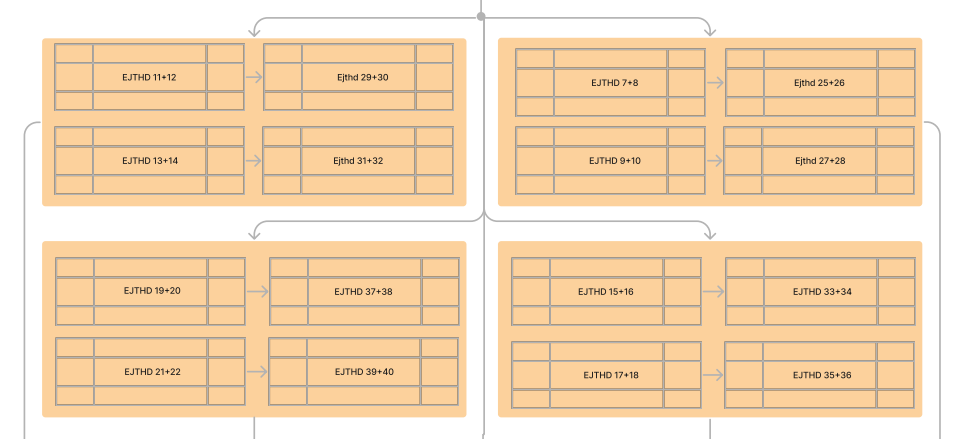 EJTHD 11+12
Ejthd 29+30
EJTHD 7+8
Ejthd 25+26
EJTHD 13+14
Ejthd 31+32
EJTHD 9+10
Ejthd 27+28
EJTHD 19+20
EJTHD 37+38
EJTHD 15+16
EJTHD 33+34
EJTHD 21+22
EJTHD 39+40
EJTHD 17+18
EJTHD 35+36